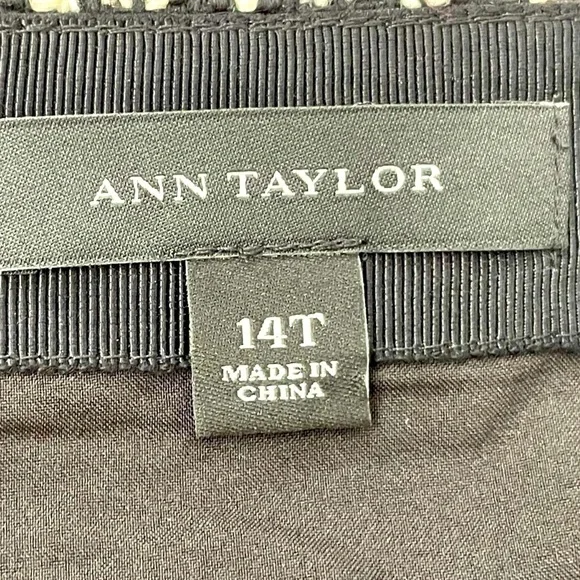 ANN TAYLOR
14T
MADE IN
CHINA